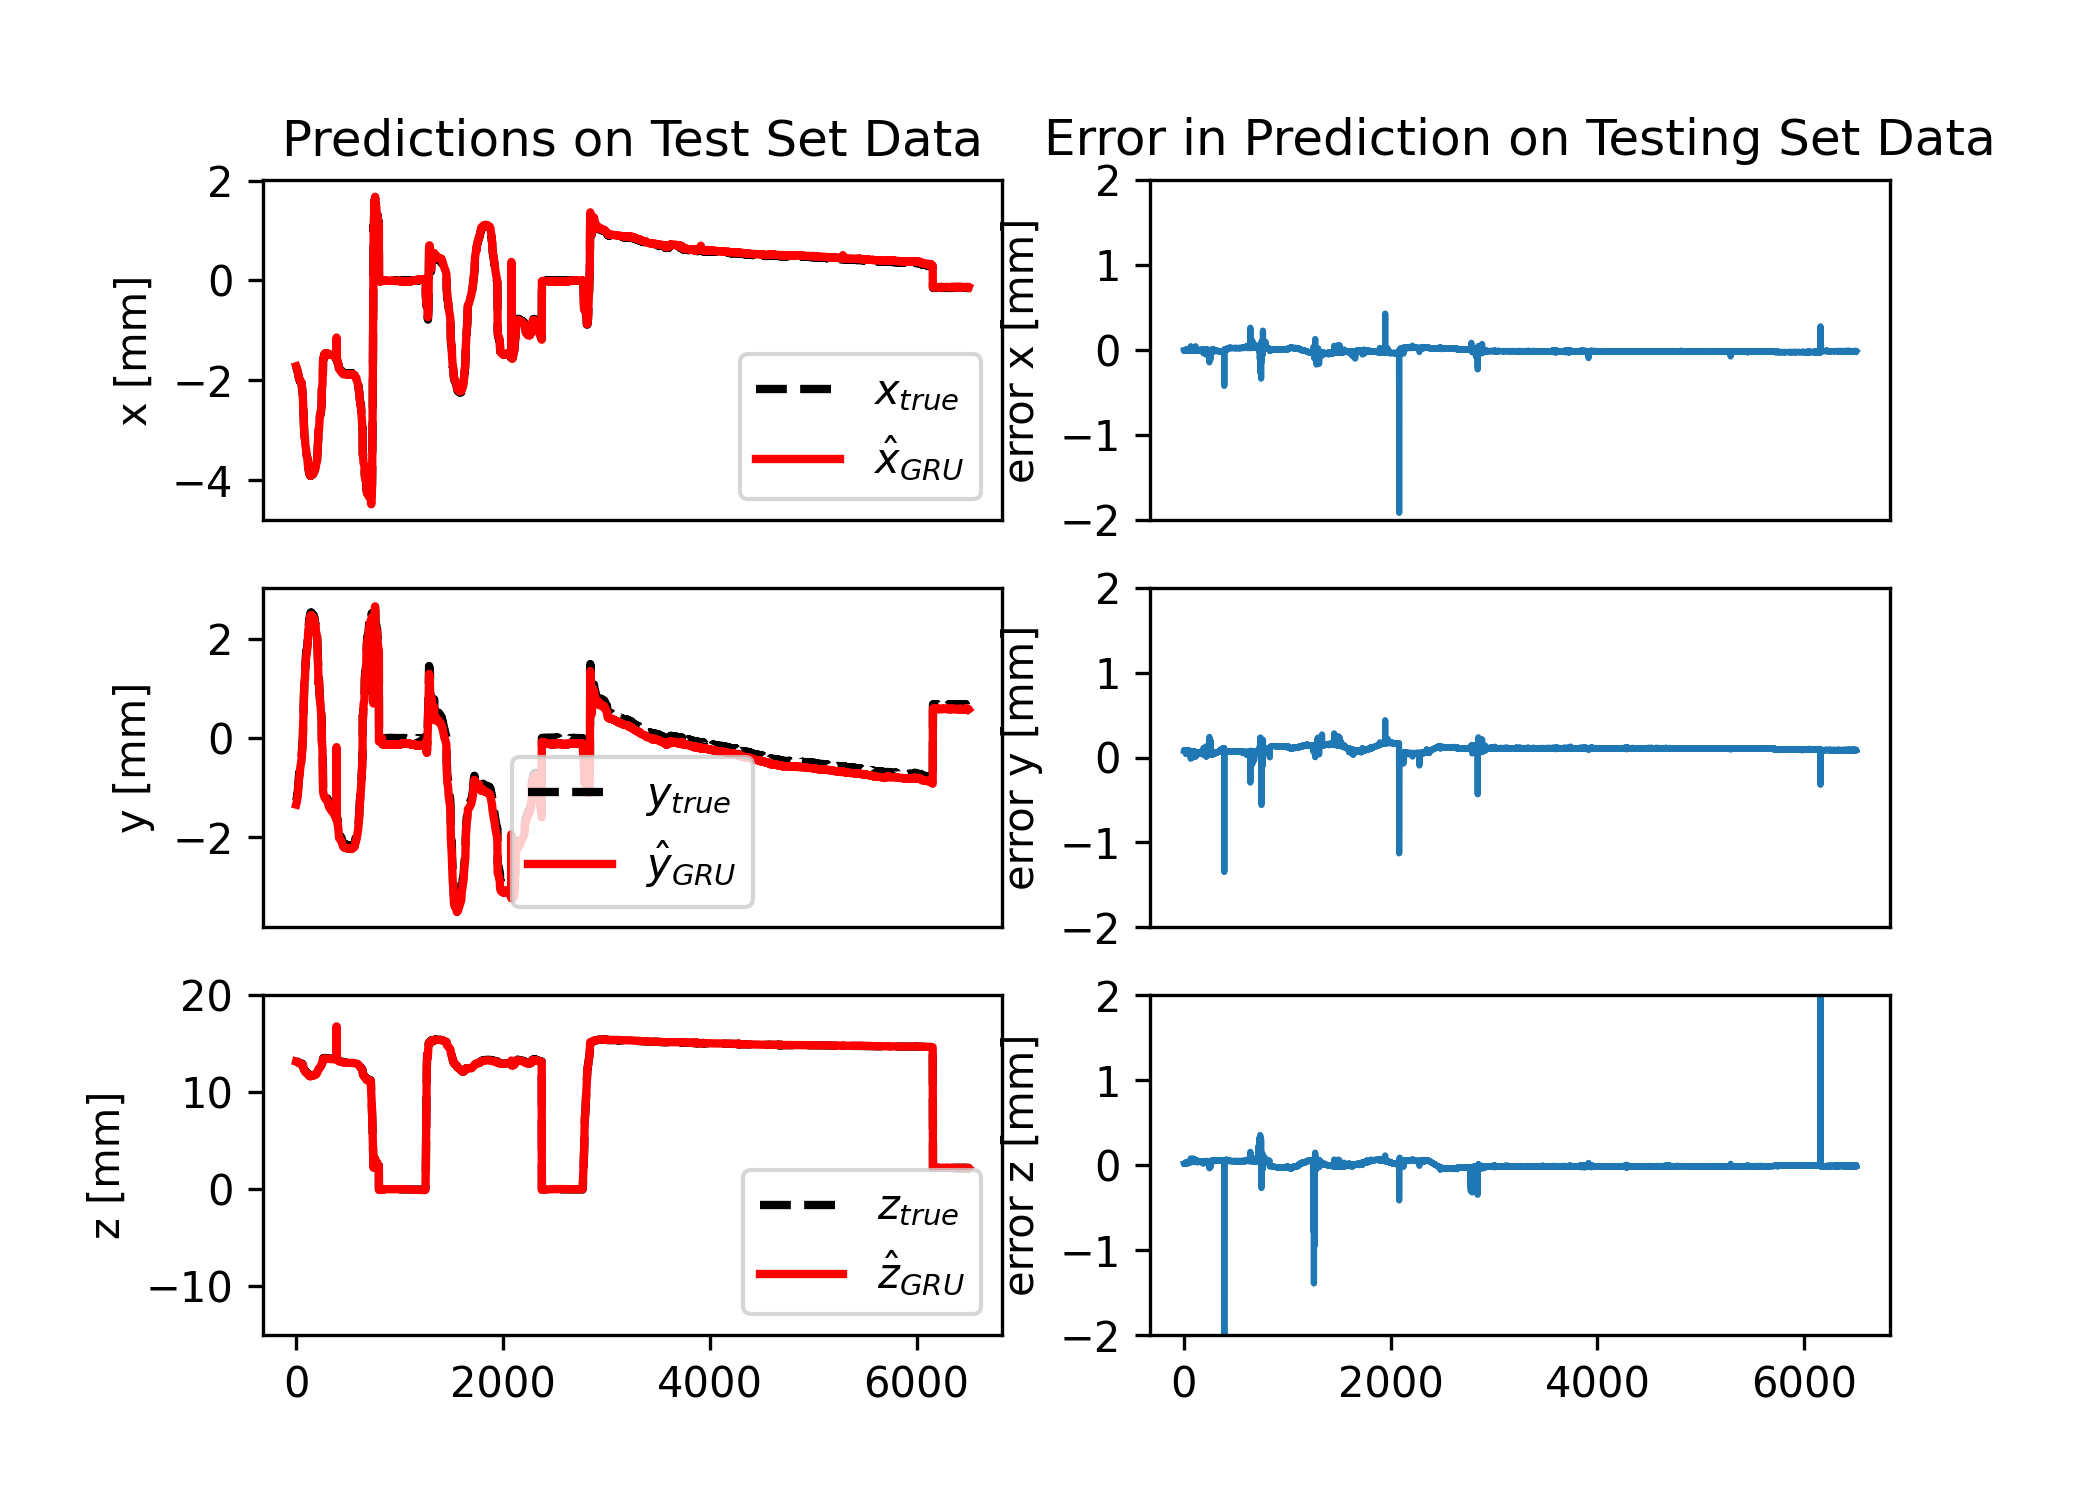 Predictions on Test Set Data
Error in Prediction on Testing Set Data
x [mm]
2
0
−2
−4
x_true
x̂_GRU
error x [mm]
2
1
0
−1
−2
y [mm]
2
0
−2
y_true
ŷ_GRU
error y [mm]
2
1
0
−1
−2
z [mm]
20
10
0
−10
z_true
ẑ_GRU
0 2000 4000 6000
error z [mm]
2
1
0
−1
−2
0 2000 4000 6000